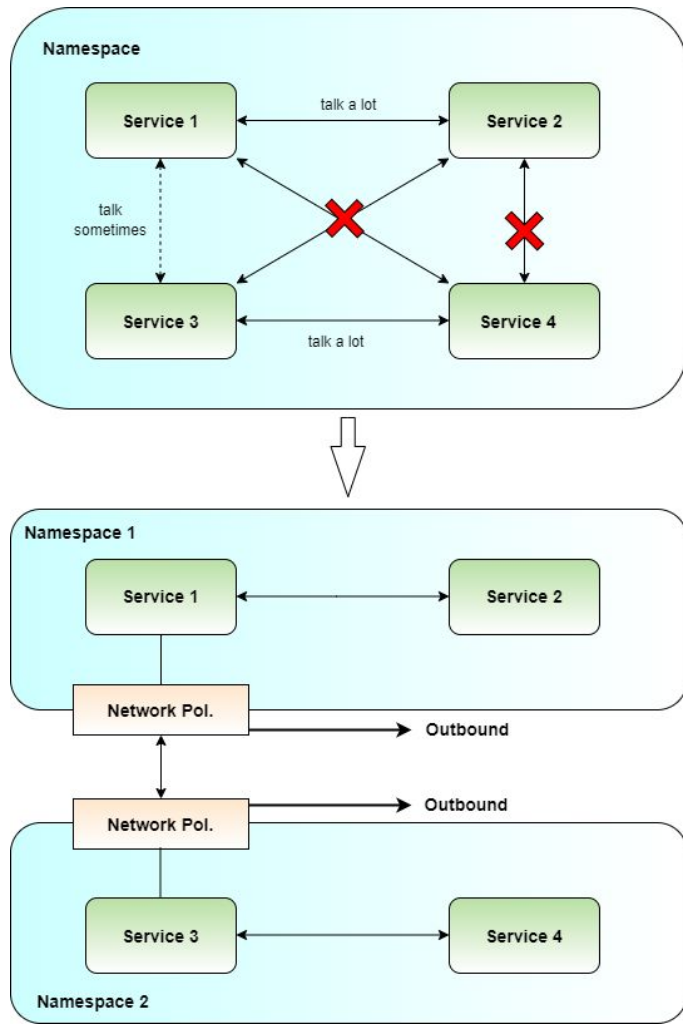 Namespace
Service 1
talk a lot
Service 2
talk
sometimes
Service 3
talk a lot
Service 4
Namespace 1
Service 1
Service 2
Network Pol.
Outbound
Outbound
Network Pol.
Service 3
Service 4
Namespace 2